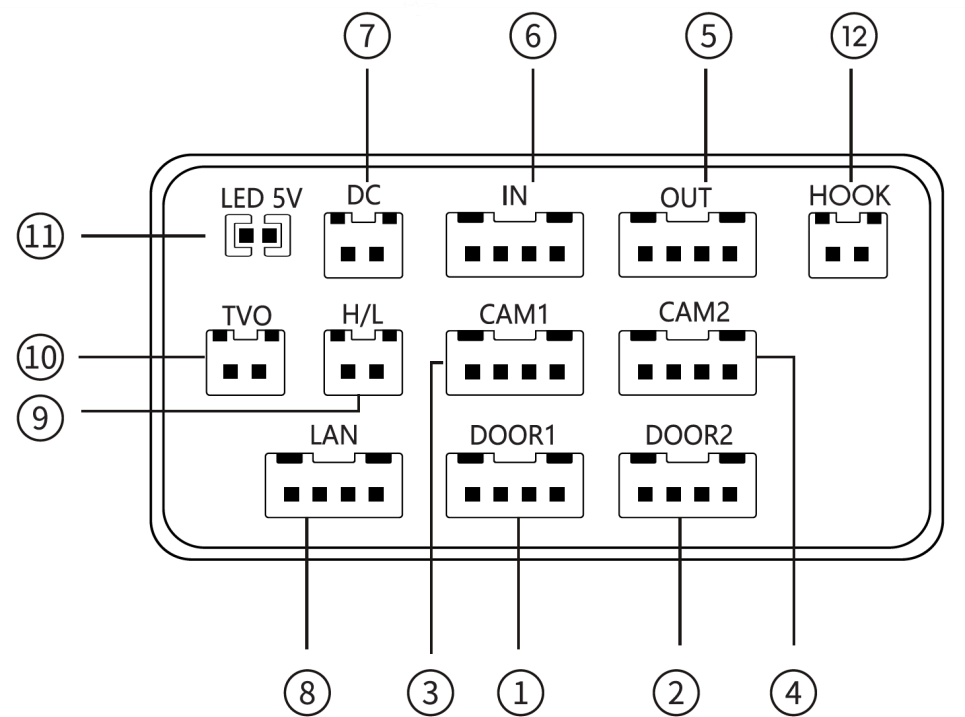 ⑦ ⑥ ⑤ ⑫
LED 5V DC IN OUT HOOK
⑪
TVO H/L CAM1 CAM2
⑩
⑨
LAN DOOR1 DOOR2
⑧ ③ ① ② ④